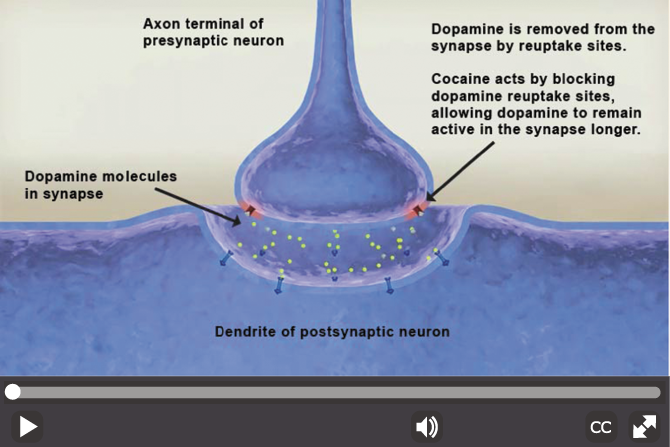 Axon terminal of
presynaptic neuron
Dopamine is removed from the
synapse by reuptake sites.
Cocaine acts by blocking
dopamine reuptake sites,
allowing dopamine to remain
active in the synapse longer.
Dopamine molecules
in synapse
Dendrite of postsynaptic neuron
CC